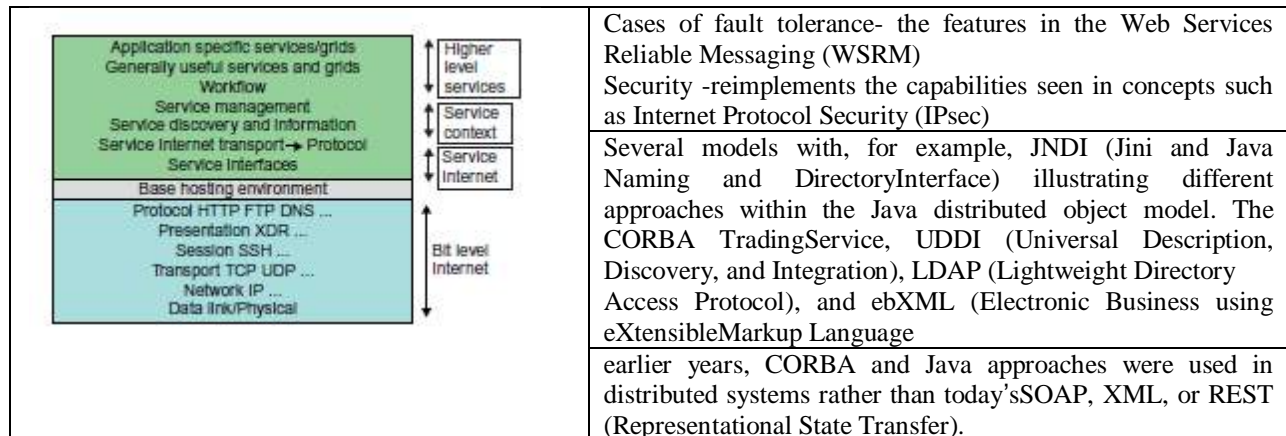 Application specific services/grids
Generally useful services and grids
Workflow
Service management
Service discovery and information
Service Internet transport→ Protocol
Service Interfaces
Base hosting environment
Protocol HTTP FTP DNS ...
Presentation XDR ...
Session SSH ...
Transport TCP UDP ...
Network IP ...
Data link/Physical
Higher
level
services
Service
context
Service
Internet
Bit level
Internet
Cases of fault tolerance- the features in the Web Services
Reliable Messaging (WSRM)
Security -reimplements the capabilities seen in concepts such
as Internet Protocol Security (IPsec)
Several models with, for example, JNDI (Jini and Java
Naming and DirectoryInterface) illustrating different
approaches within the Java distributed object model. The
CORBA TradingService, UDDI (Universal Description,
Discovery, and Integration), LDAP (Lightweight Directory
Access Protocol), and ebXML (Electronic Business using
eXtensibleMarkup Language
earlier years, CORBA and Java approaches were used in
distributed systems rather than today’sSOAP, XML, or REST
(Representational State Transfer).